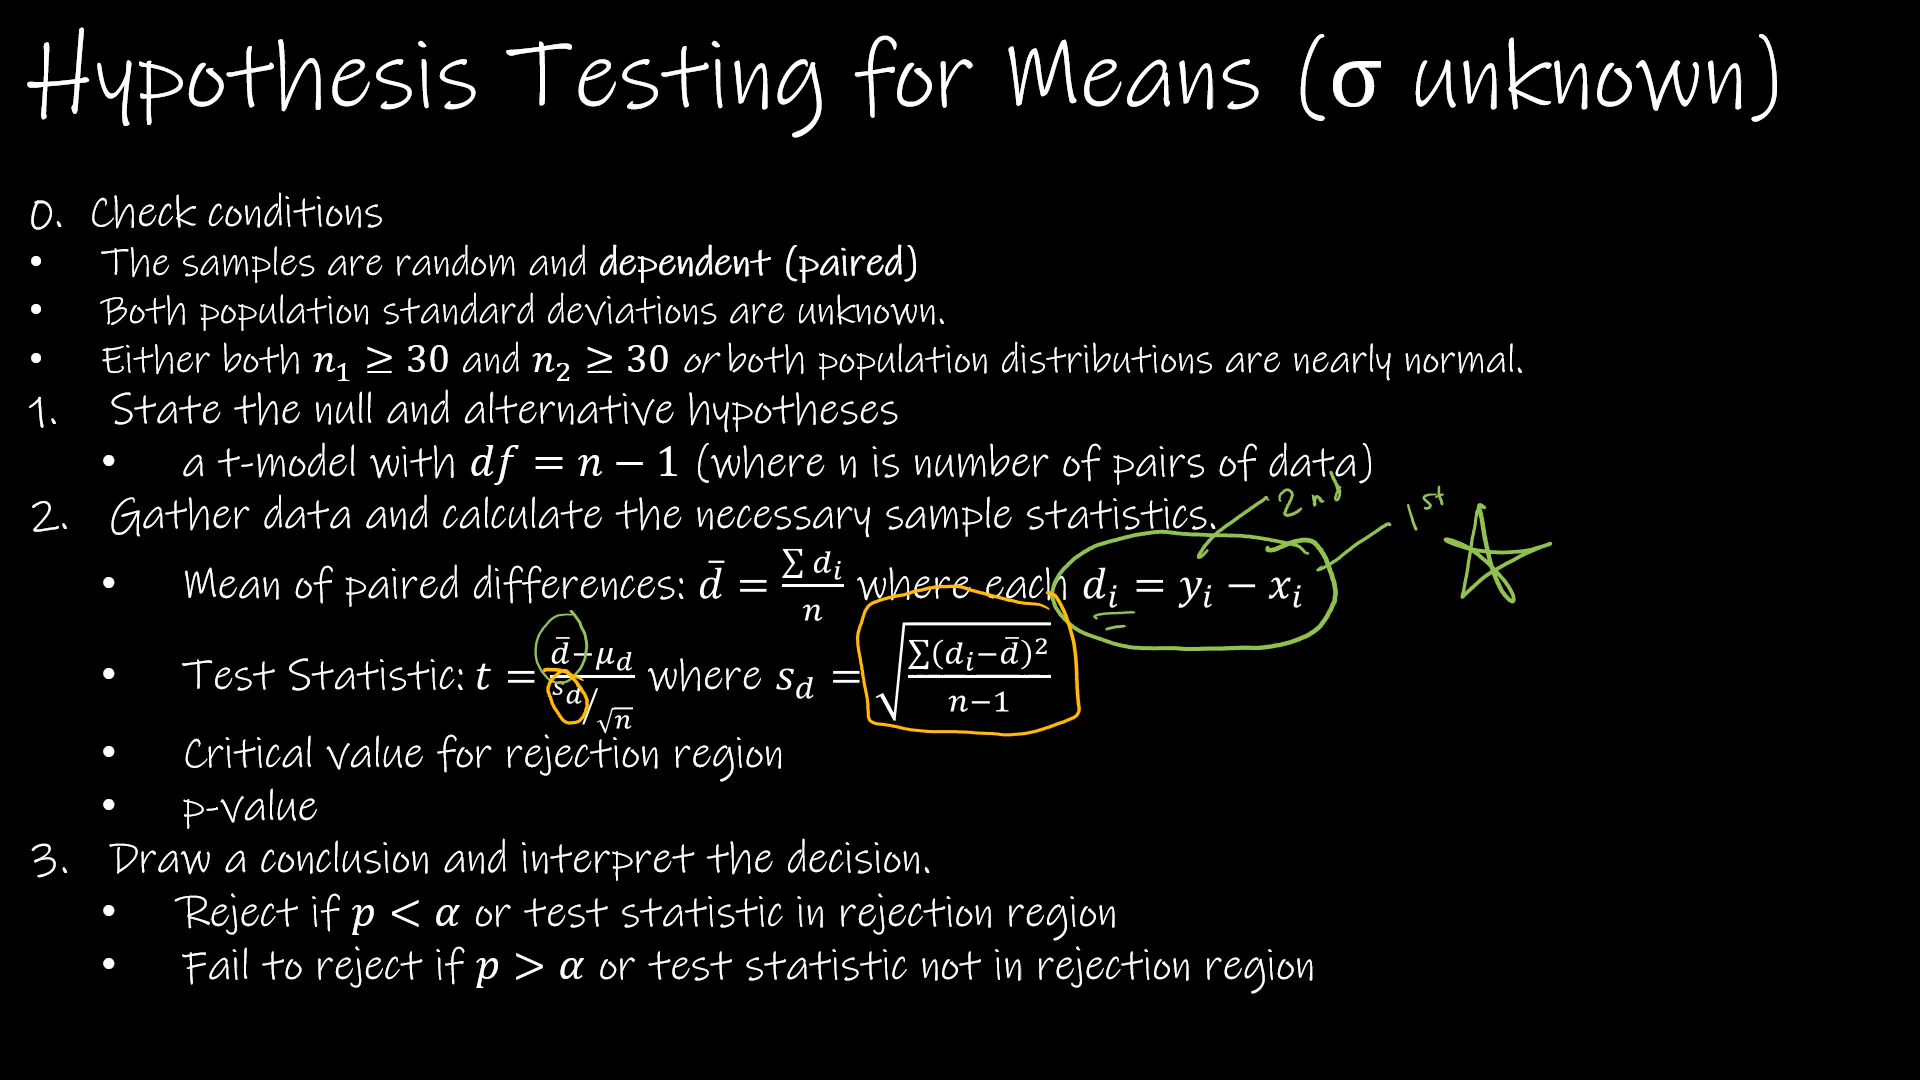 Hypothesis Testing for Means (σ unknown)
0. Check conditions
• The samples are random and dependent (paired)
• Both population standard deviations are unknown.
• Either both n₁ ≥ 30 and n₂ ≥ 30 or both population distributions are nearly normal.
1. State the null and alternative hypotheses
• a t-model with df = n − 1 (where n is number of pairs of data)
2. Gather data and calculate the necessary sample statistics.
2nd
1st
• Mean of paired differences: d̄ = ∑ dᵢ / n where each dᵢ = yᵢ − xᵢ
• Test Statistic: t = (d̄ − μ_d) / (s_d/√n) where s_d = √(∑(dᵢ−d̄)² / (n−1))
• Critical value for rejection region
• p-value
3. Draw a conclusion and interpret the decision.
• Reject if p < α or test statistic in rejection region
• Fail to reject if p > α or test statistic not in rejection region